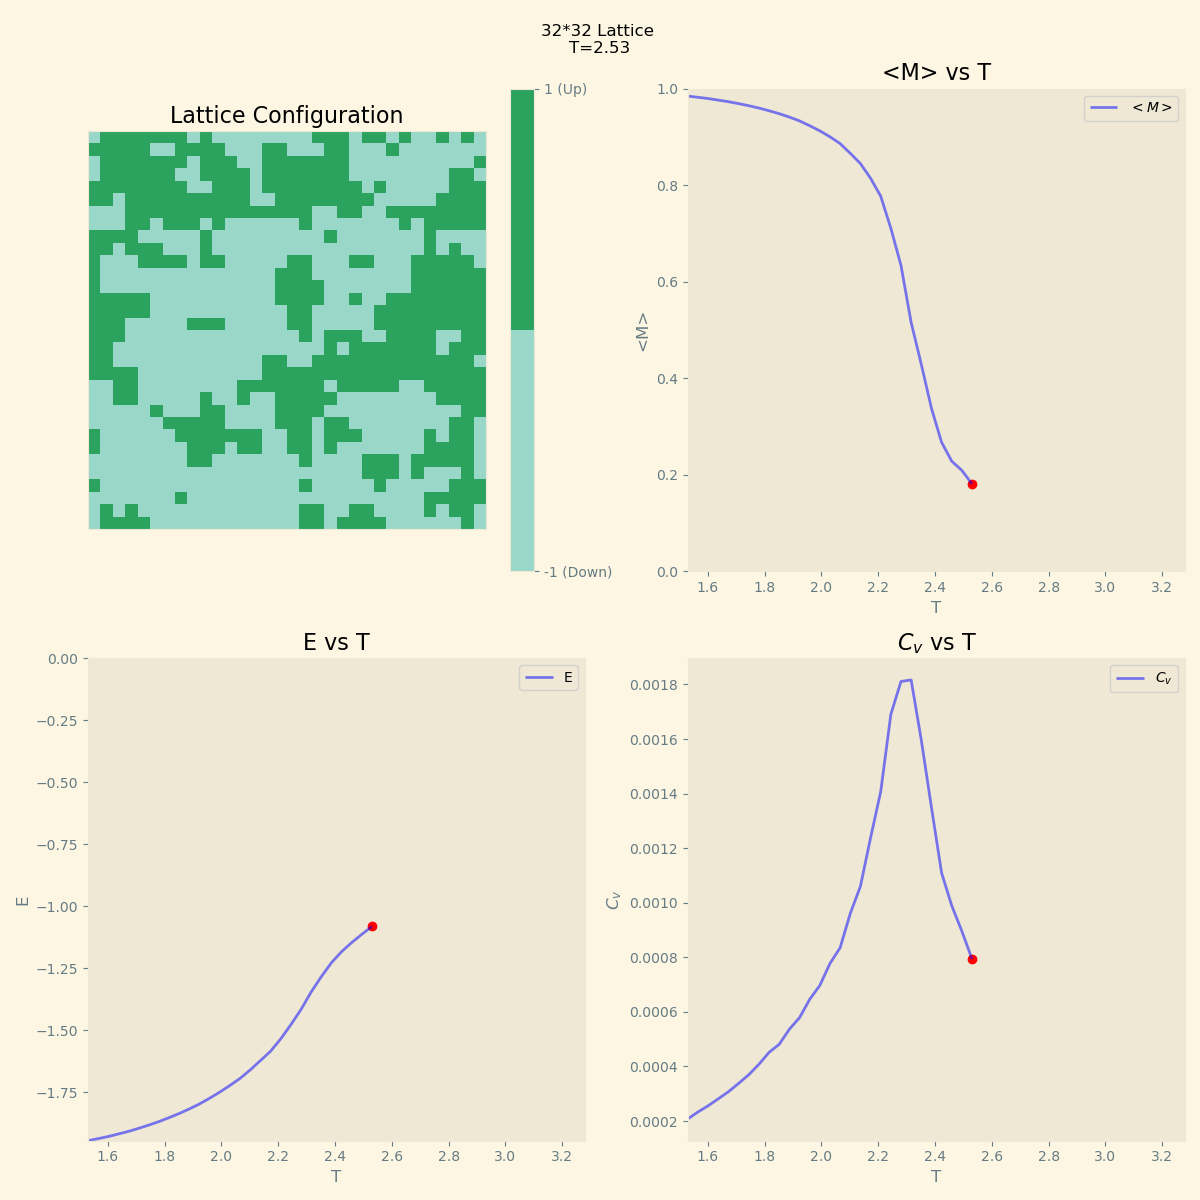 32*32 Lattice
T=2.53
Lattice Configuration
1 (Up)
-1 (Down)
<M> vs T
<M>
1.0
0.8
0.6
0.4
0.2
0.0
<M>
1.6 1.8 2.0 2.2 2.4 2.6 2.8 3.0 3.2
T
E vs T
E
0.00
−0.25
−0.50
−0.75
−1.00
−1.25
−1.50
−1.75
E
1.6 1.8 2.0 2.2 2.4 2.6 2.8 3.0 3.2
T
Cv vs T
Cv
0.0018
0.0016
0.0014
0.0012
0.0010
0.0008
0.0006
0.0004
0.0002
Cv
1.6 1.8 2.0 2.2 2.4 2.6 2.8 3.0 3.2
T